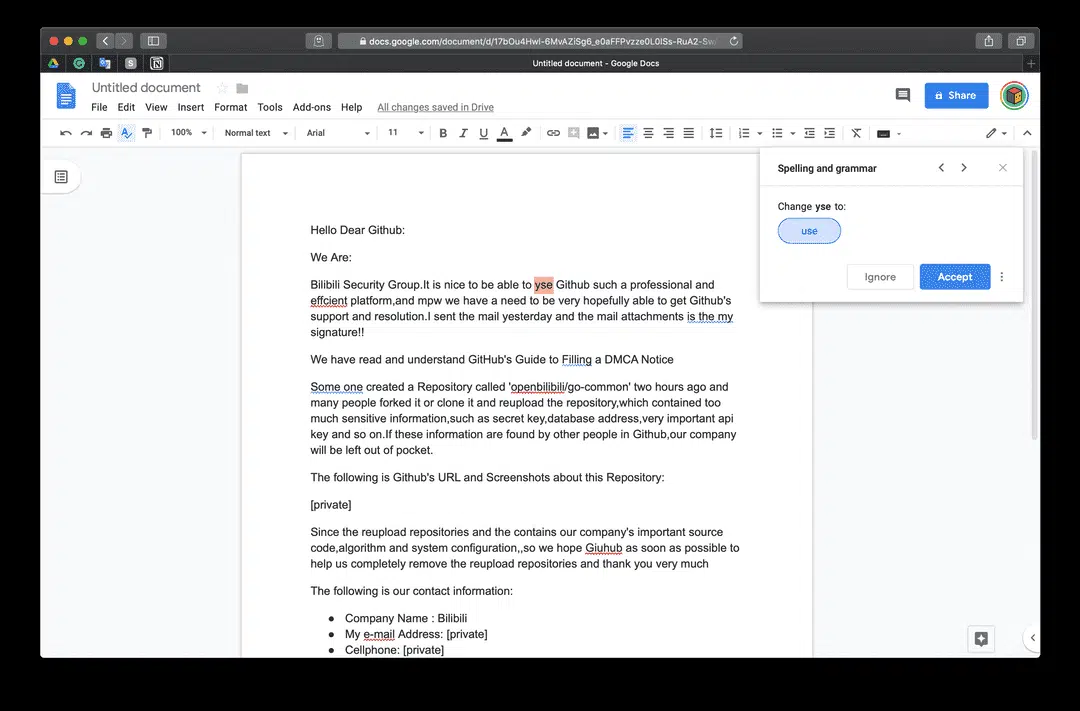 docs.google.com/document/d/17bOu4HwI-6MvAZiSg6_e0aFFPvzze0L0ISs-RuA2-Sw
Untitled document - Google Docs
Untitled document
File Edit View Insert Format Tools Add-ons Help All changes saved in Drive
Share
100% Normal text Arial 11 B I U A
Spelling and grammar
Change yse to:
use
Ignore Accept
Hello Dear Github:
We Are:
Bilibili Security Group.It is nice to be able to yse Github such a professional and
effcient platform,and mpw we have a need to be very hopefully able to get Github's
support and resolution.I sent the mail yesterday and the mail attachments is the my
signature!!
We have read and understand GitHub's Guide to Filling a DMCA Notice
Some one created a Repository called 'openbilibili/go-common' two hours ago and
many people forked it or clone it and reupload the repository,which contained too
much sensitive information,such as secret key,database address,very important api
key and so on.If these information are found by other people in Github,our company
will be left out of pocket.
The following is Github's URL and Screenshots about this Repository:
[private]
Since the reupload repositories and the contains our company's important source
code,algorithm and system configuration,,so we hope Giuhub as soon as possible to
help us completely remove the reupload repositories and thank you very much
The following is our contact information:
● Company Name : Bilibili
● My e-mail Address: [private]
● Cellphone: [private]